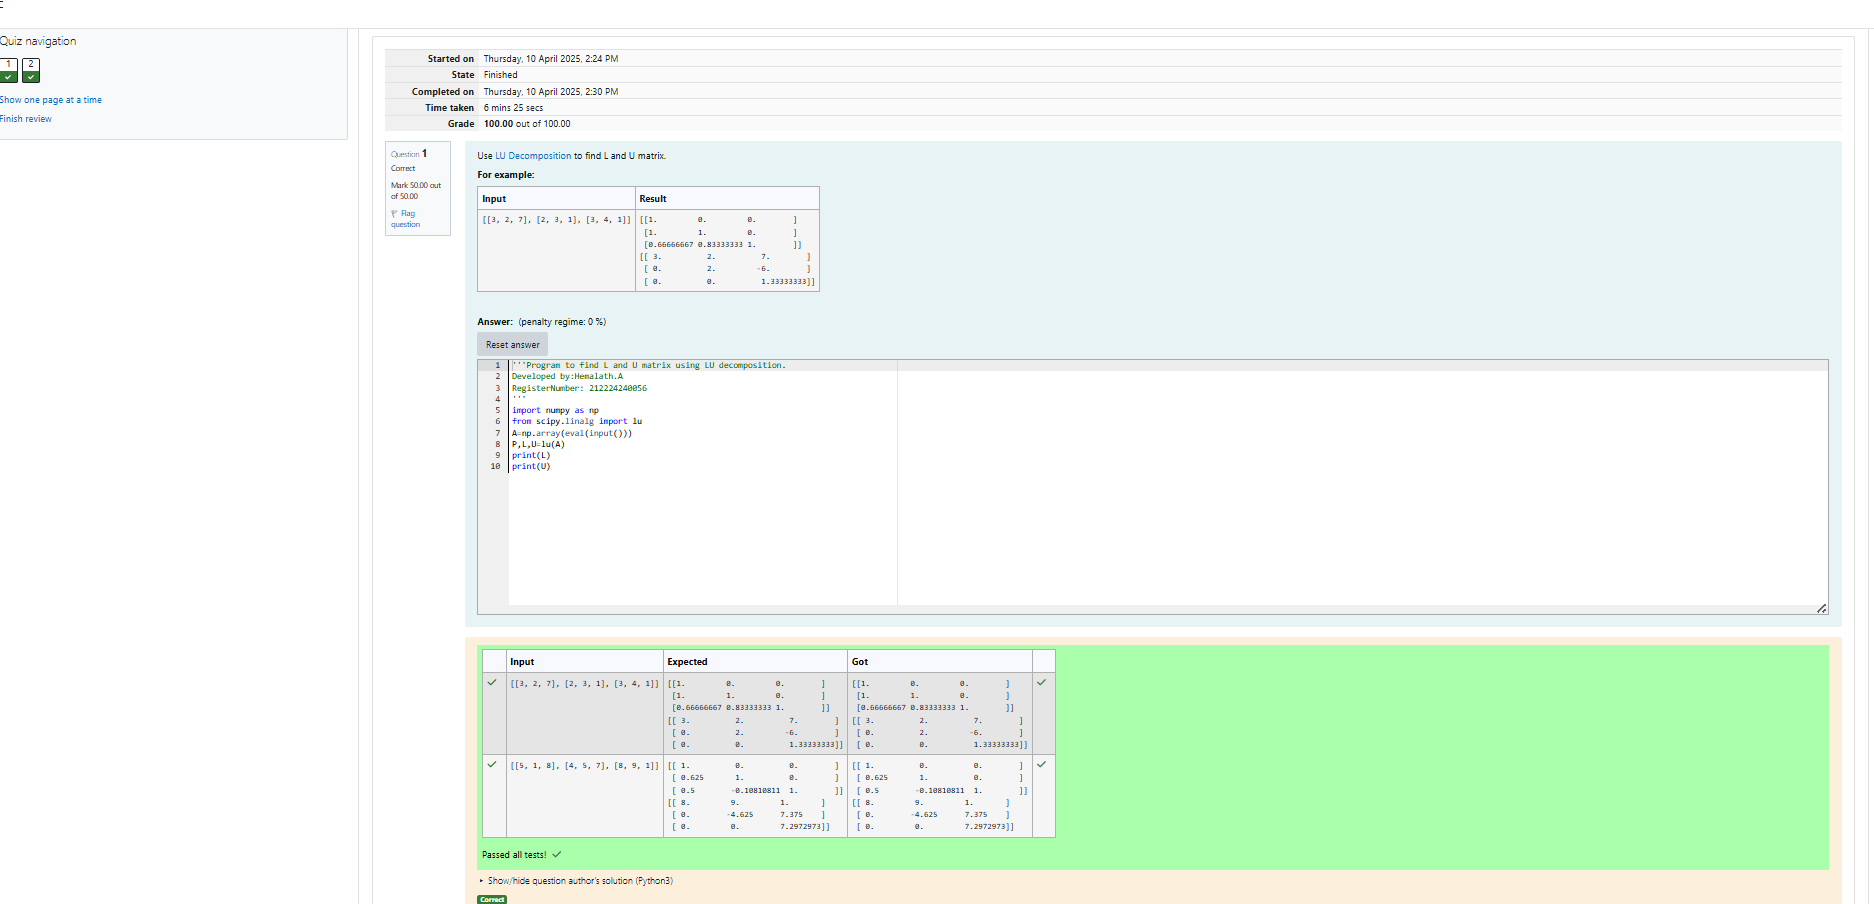 Quiz navigation
1 2
Show one page at a time
Finish review
Started on Thursday, 10 April 2025, 2:24 PM
State Finished
Completed on Thursday, 10 April 2025, 2:30 PM
Time taken 6 mins 25 secs
Grade 100.00 out of 100.00
Question 1
Correct
Mark 50.00 out
of 50.00
Flag
question
Use LU Decomposition to find L and U matrix.
For example:
Input Result
[[3, 2, 7], [2, 3, 1], [3, 4, 1]] [[1. 0. 0. ]
[1. 1. 0. ]
[0.66666667 0.83333333 1. ]]
[[ 3. 2. 7. ]
[ 0. 2. -6. ]
[ 0. 0. 1.33333333]]
Answer: (penalty regime: 0 %)
Reset answer
1 '''Program to find L and U matrix using LU decomposition.
2 Developed by:Hemalath.A
3 RegisterNumber: 212224240056
4 '''
5 import numpy as np
6 from scipy.linalg import lu
7 A=np.array(eval(input()))
8 P,L,U=lu(A)
9 print(L)
10 print(U)
Input Expected Got
[[3, 2, 7], [2, 3, 1], [3, 4, 1]] [[1. 0. 0. ] [[1. 0. 0. ]
[1. 1. 0. ] [1. 1. 0. ]
[0.66666667 0.83333333 1. ]] [0.66666667 0.83333333 1. ]]
[[ 3. 2. 7. ] [[ 3. 2. 7. ]
[ 0. 2. -6. ] [ 0. 2. -6. ]
[ 0. 0. 1.33333333]] [ 0. 0. 1.33333333]]
[[5, 1, 8], [4, 5, 7], [8, 9, 1]] [[ 1. 0. 0. ] [[ 1. 0. 0. ]
[ 0.625 1. 0. ] [ 0.625 1. 0. ]
[ 0.5 -0.10810811 1. ]] [ 0.5 -0.10810811 1. ]]
[[ 8. 9. 1. ] [[ 8. 9. 1. ]
[ 0. -4.625 7.375 ] [ 0. -4.625 7.375 ]
[ 0. 0. 7.2972973]] [ 0. 0. 7.2972973]]
Passed all tests!
Show/hide question author's solution (Python3)
Correct